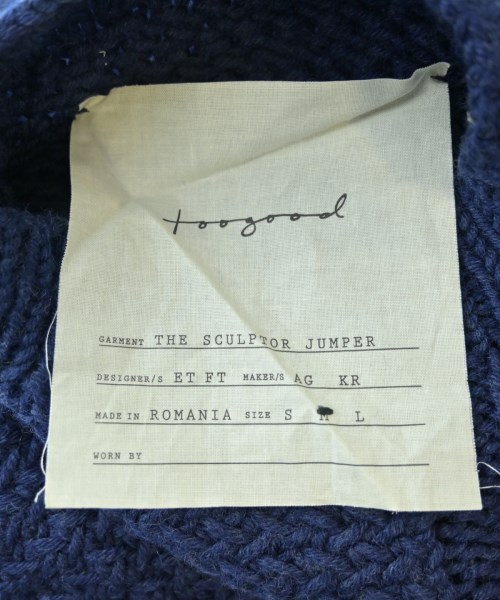 toogood
GARMENT THE SCULPTOR JUMPER
DESIGNER/S ET FT MAKER/S AG KR
MADE IN ROMANIA SIZE S M L
WORN BY